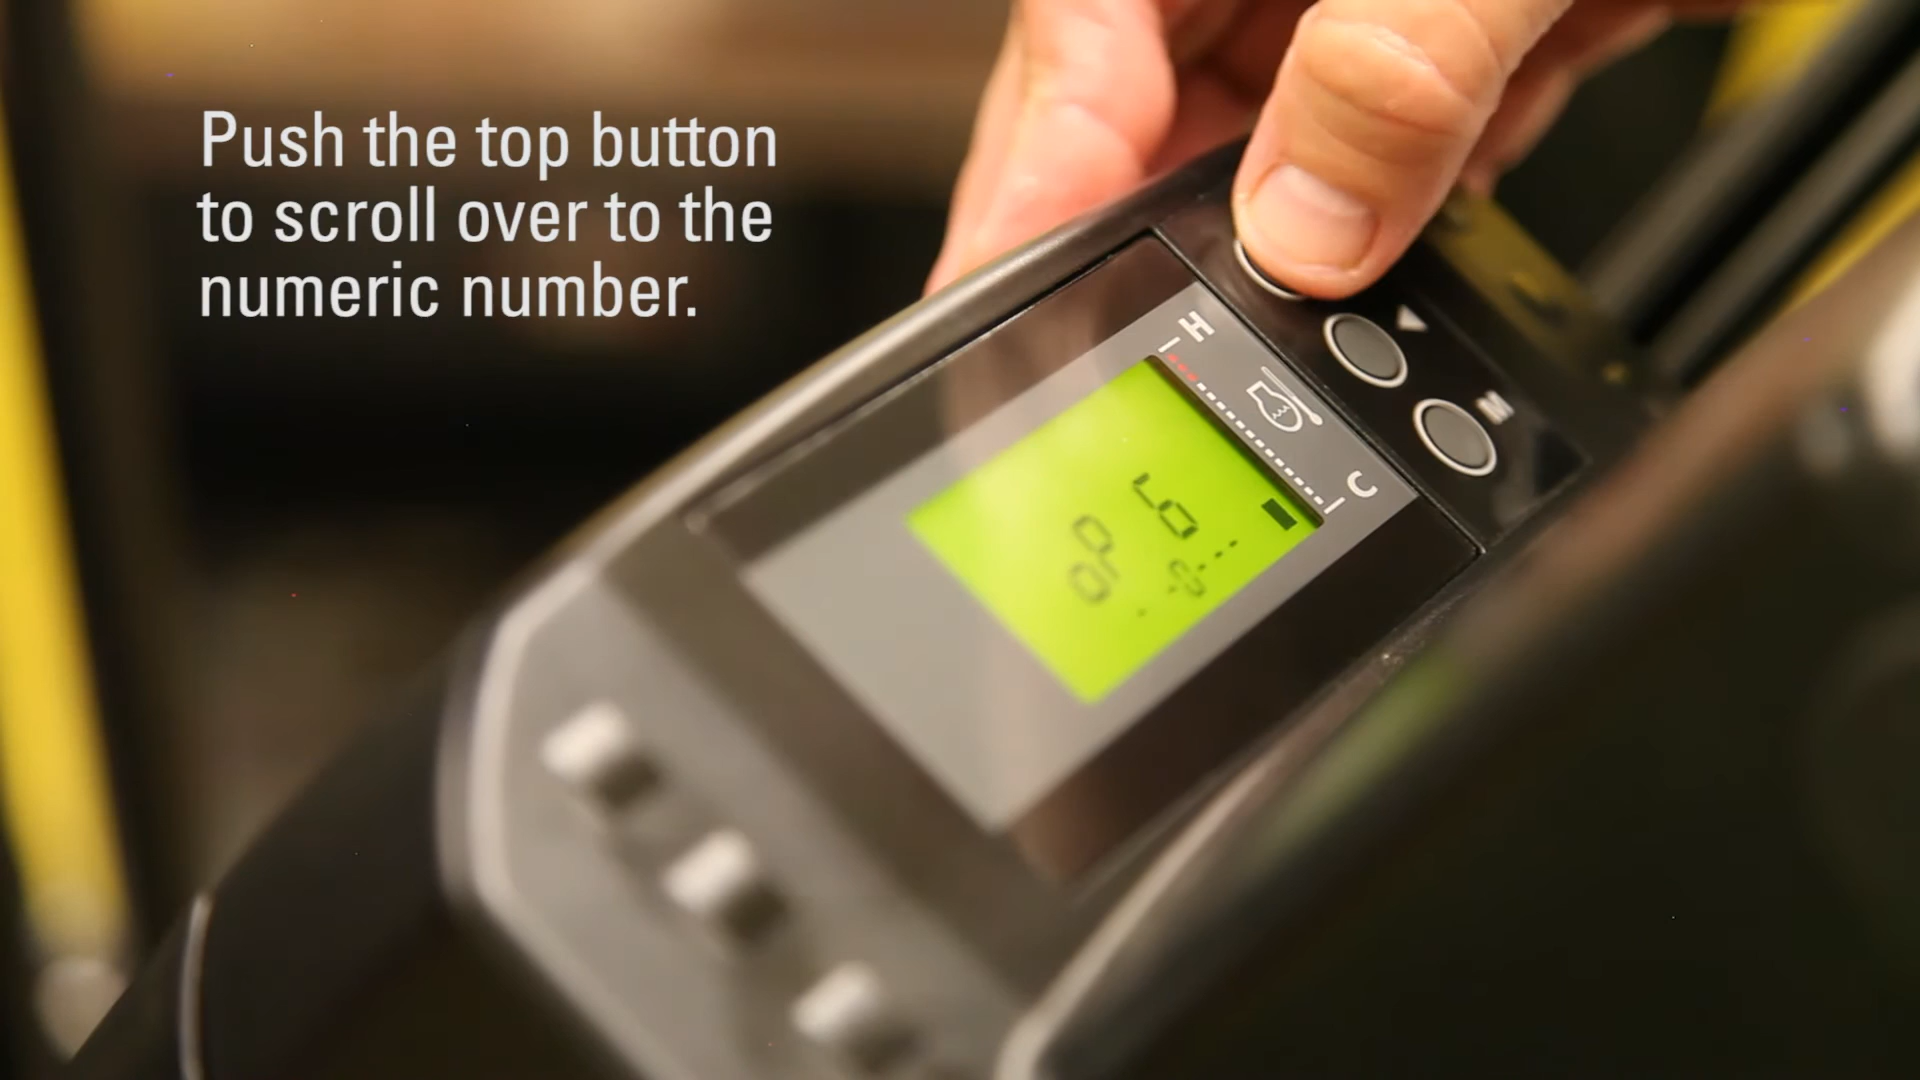 Push the top button
to scroll over to the
numeric number.
H
C
M